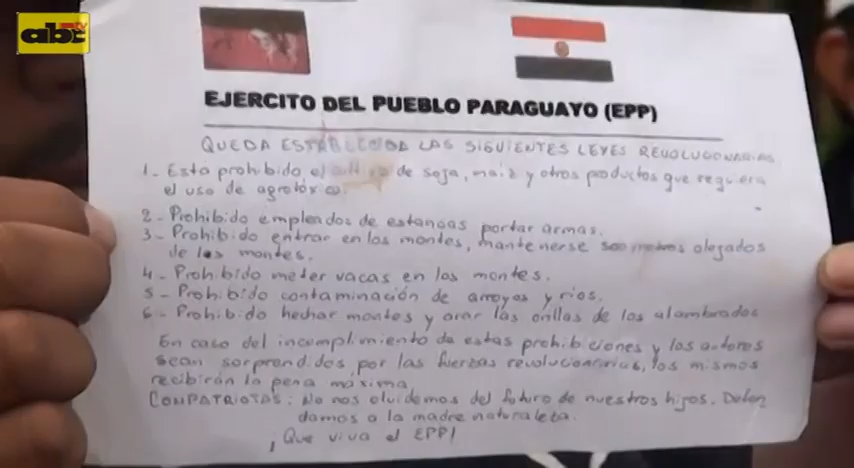 abc tv
EJERCITO DEL PUEBLO PARAGUAYO (EPP)
QUEDA ESTABLECIDA LAS SIGUIENTES LEYES REVOLUCIONARIAS
1- Esta prohibido el de soja, maiz y otros productos que requiera
el uso de agrotóxico.
2- Prohibido empleados de estancias portar armas.
3- Prohibido entrar en los montes, mantenerse 500 metros alejados
de los montes.
4- Prohibido meter vacas en los montes.
5- Prohibido contaminación de arroyos y rios.
6- Prohibido hechar montes y arar las orillas de los alambrados
En caso del incomplimiento de estas prohibiciones y los autores
sean sorprendidos por las fuerzas revolucionarias, los mismos
recibirán la pena máxima
COMPATRIOTAS: No nos olvidemos del futuro de nuestros hijos. Defen
damos a la madre naturaleza.
¡Que viva el EPP!